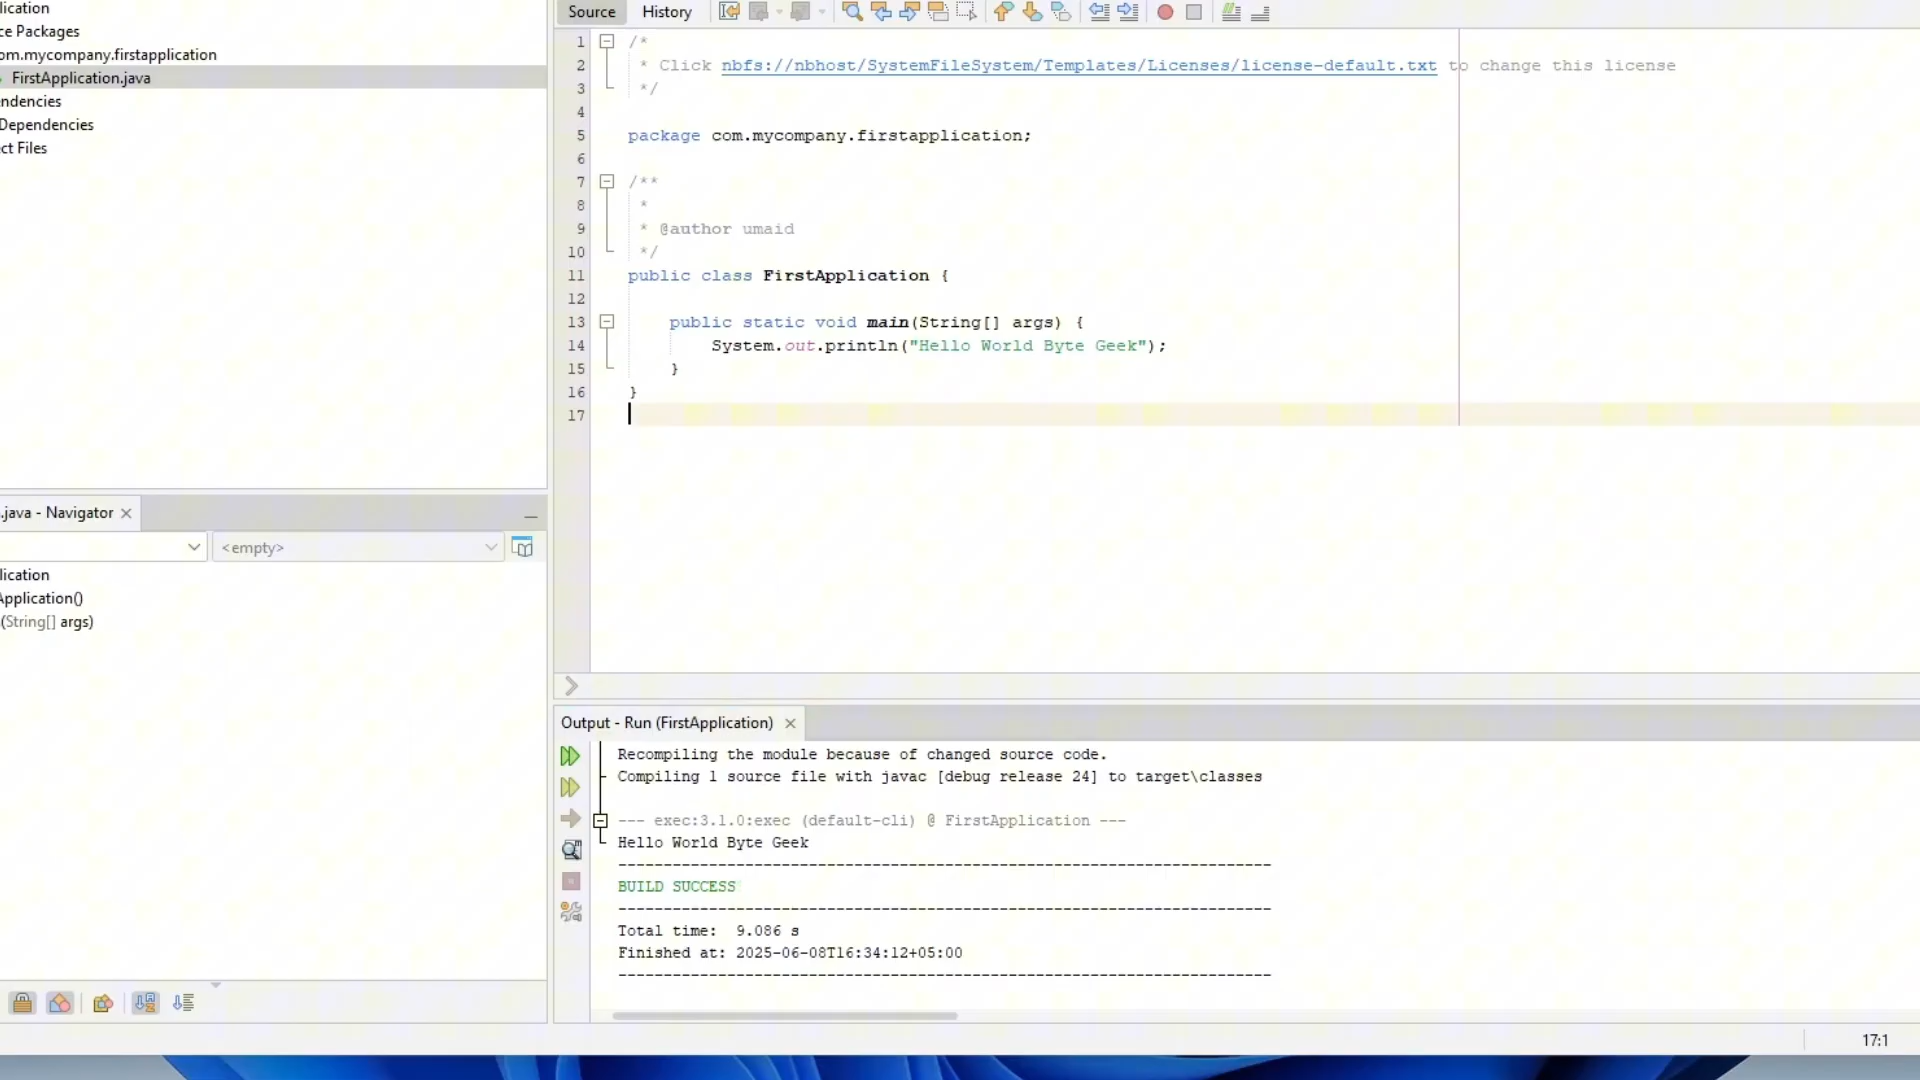 lication
ce Packages
om.mycompany.firstapplication
FirstApplication.java
endencies
Dependencies
ct Files
.java - Navigator
<empty>
lication
Application()
(String[] args)
Source History
1 /*
2 * Click nbfs://nbhost/SystemFileSystem/Templates/Licenses/license-default.txt to change this license
3 */
4
5 package com.mycompany.firstapplication;
6
7 /**
8 *
9 * @author umaid
10 */
11 public class FirstApplication {
12
13 public static void main(String[] args) {
14 System.out.println("Hello World Byte Geek");
15 }
16 }
17
Output - Run (FirstApplication)
Recompiling the module because of changed source code.
Compiling 1 source file with javac [debug release 24] to target\classes
--- exec:3.1.0:exec (default-cli) @ FirstApplication ---
Hello World Byte Geek
------------------------------------------------------------------------
BUILD SUCCESS
------------------------------------------------------------------------
Total time: 9.086 s
Finished at: 2025-06-08T16:34:12+05:00
------------------------------------------------------------------------
17:1